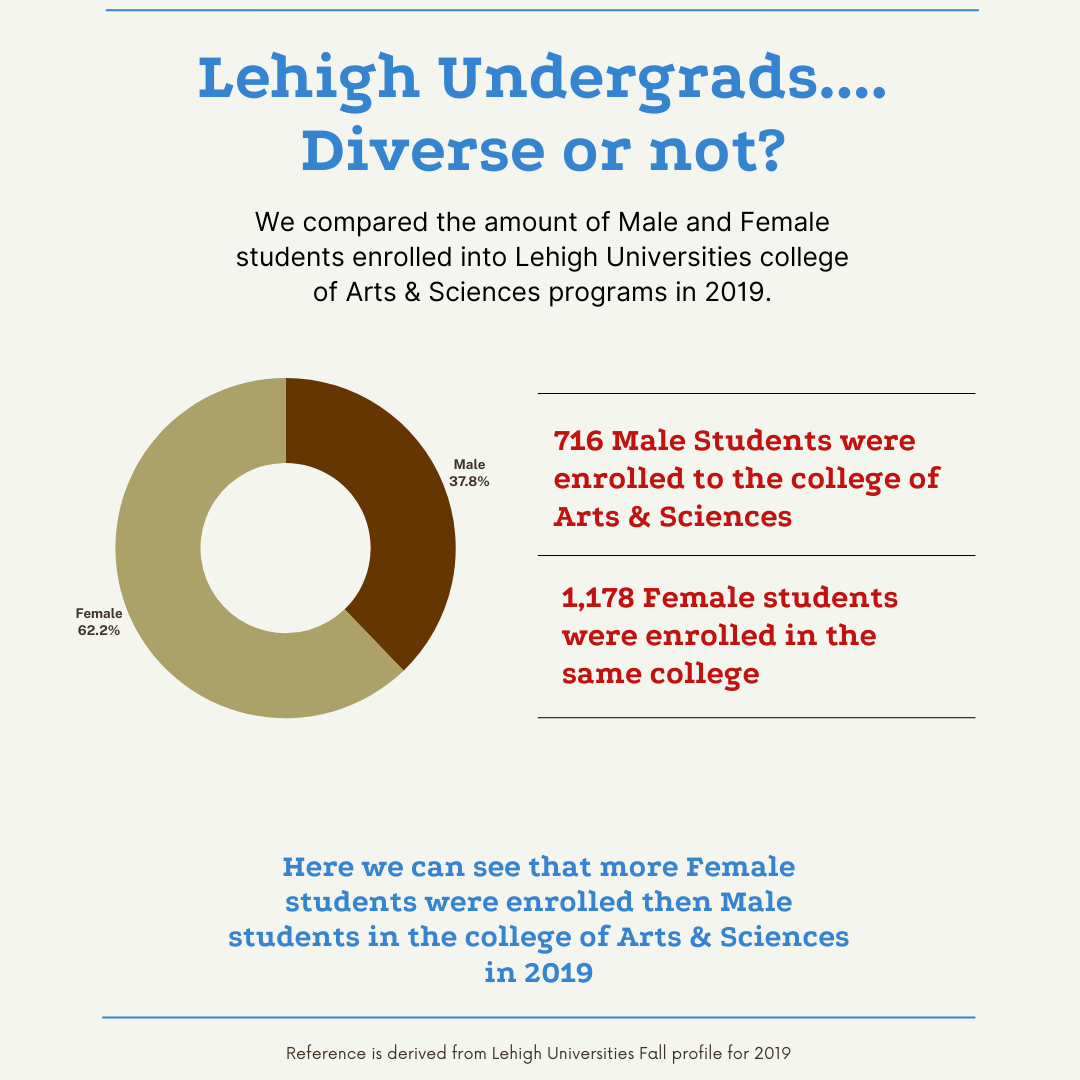 Lehigh Undergrads....
Diverse or not?
We compared the amount of Male and Female
students enrolled into Lehigh Universities college
of Arts & Sciences programs in 2019.
Male
37.8%
Female
62.2%
716 Male Students were
enrolled to the college of
Arts & Sciences
1,178 Female students
were enrolled in the
same college
Here we can see that more Female
students were enrolled then Male
students in the college of Arts & Sciences
in 2019
Reference is derived from Lehigh Universities Fall profile for 2019